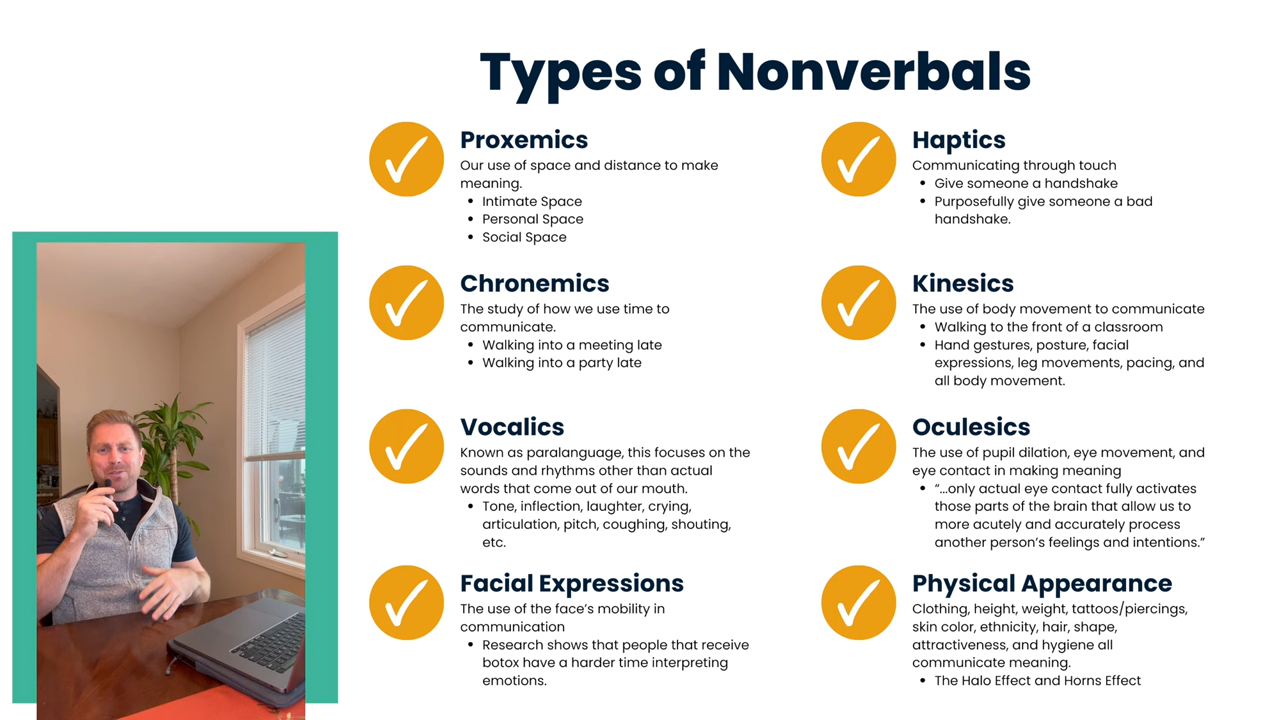 Types of Nonverbals
Proxemics
Our use of space and distance to make
meaning.
• Intimate Space
• Personal Space
• Social Space
Haptics
Communicating through touch
• Give someone a handshake
• Purposefully give someone a bad
handshake.
Chronemics
The study of how we use time to
communicate.
• Walking into a meeting late
• Walking into a party late
Kinesics
The use of body movement to communicate
• Walking to the front of a classroom
• Hand gestures, posture, facial
expressions, leg movements, pacing, and
all body movement.
Vocalics
Known as paralanguage, this focuses on the
sounds and rhythms other than actual
words that come out of our mouth.
• Tone, inflection, laughter, crying,
articulation, pitch, coughing, shouting,
etc.
Oculesics
The use of pupil dilation, eye movement, and
eye contact in making meaning
• “...only actual eye contact fully activates
those parts of the brain that allow us to
more acutely and accurately process
another person’s feelings and intentions.”
Facial Expressions
The use of the face’s mobility in
communication
• Research shows that people that receive
botox have a harder time interpreting
emotions.
Physical Appearance
Clothing, height, weight, tattoos/piercings,
skin color, ethnicity, hair, shape,
attractiveness, and hygiene all
communicate meaning.
• The Halo Effect and Horns Effect